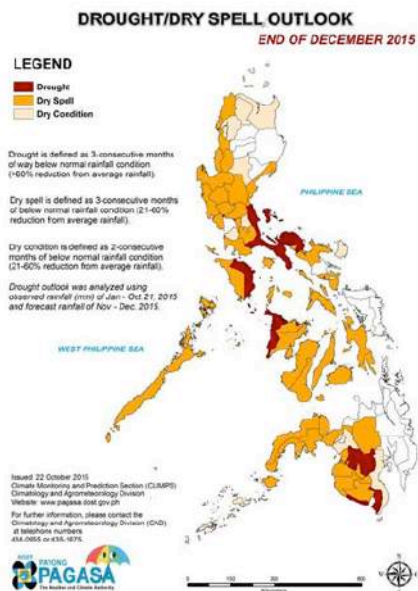 DROUGHT/DRY SPELL OUTLOOK
END OF DECEMBER 2015
LEGEND
Drought
Dry Spell
Dry Condition
Drought is defined as 3-consecutive months
of way below normal rainfall condition
(>60% reduction from average rainfall).
PHILIPPINE SEA
Dry spell is defined as 3-consecutive months
of below normal rainfall condition (21-60%
reduction from average rainfall).
Dry condition is defined as 2-consecutive
months of below normal rainfall condition
(21-60% reduction from average rainfall).
Drought outlook was analyzed using
observed rainfall (mm) of Jan - Oct 21, 2015
and forecast rainfall of Nov - Dec. 2015.
WEST PHILIPPINE SEA
Issued: 22 October 2015
Climate Monitoring and Prediction Section (CLIMPS)
Climatology and Agrometeorology Division
Website: www.pagasa.dost.gov.ph
For further information, please contact the
Climatology and Agrometeorology Division (CAD)
at telephone numbers
PAYONG
PAGASA
The Weather and Climate Authority
0
150
300
600